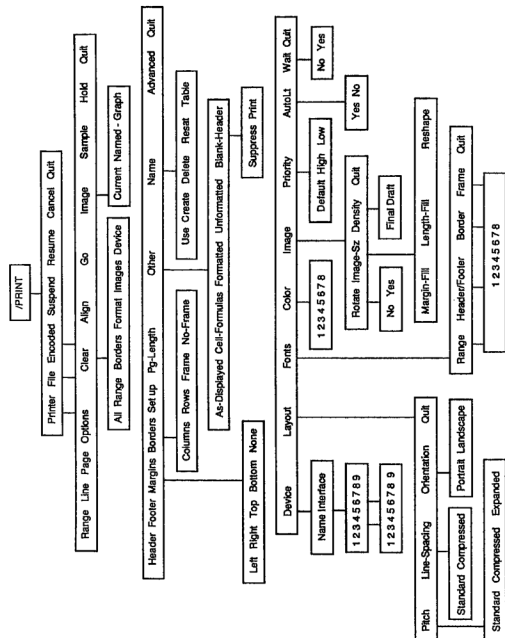 /PRINT
Printer File Encoded Suspend Resume Cancel Quit
Range Line Page Options Clear Align Go Image Sample Hold Quit
All Range Borders Format Images Device
Current Named-Graph
Header Footer Margins Borders Set up Pg-Length Other Name Advanced Quit
Columns Rows Frame No-Frame
Use Create Delete Resat Table
As-Displayed Cell-Formulas Formatted Unformatted Blank-Header
Left Right Top Bottom None
Suppress Print
Device Layout Fonts Color Image Priority AutoLt Wait Quit
Name Interface
1 2 3 4 5 6 7 8
Default High Low
Yes No
No Yes
1 2 3 4 5 6 7 8 9
Rotate Image-Sz Density Quit
1 2 3 4 5 6 7 8 9
No Yes
Final Draft
Pitch Line-Spacing Orientation Quit
Margin-Fill Length-Fill Reshape
Standard Compressed
Portrait Landscape
Range Header/Footer Border Frame Quit
Standard Compressed Expanded
1 2 3 4 5 6 7 8